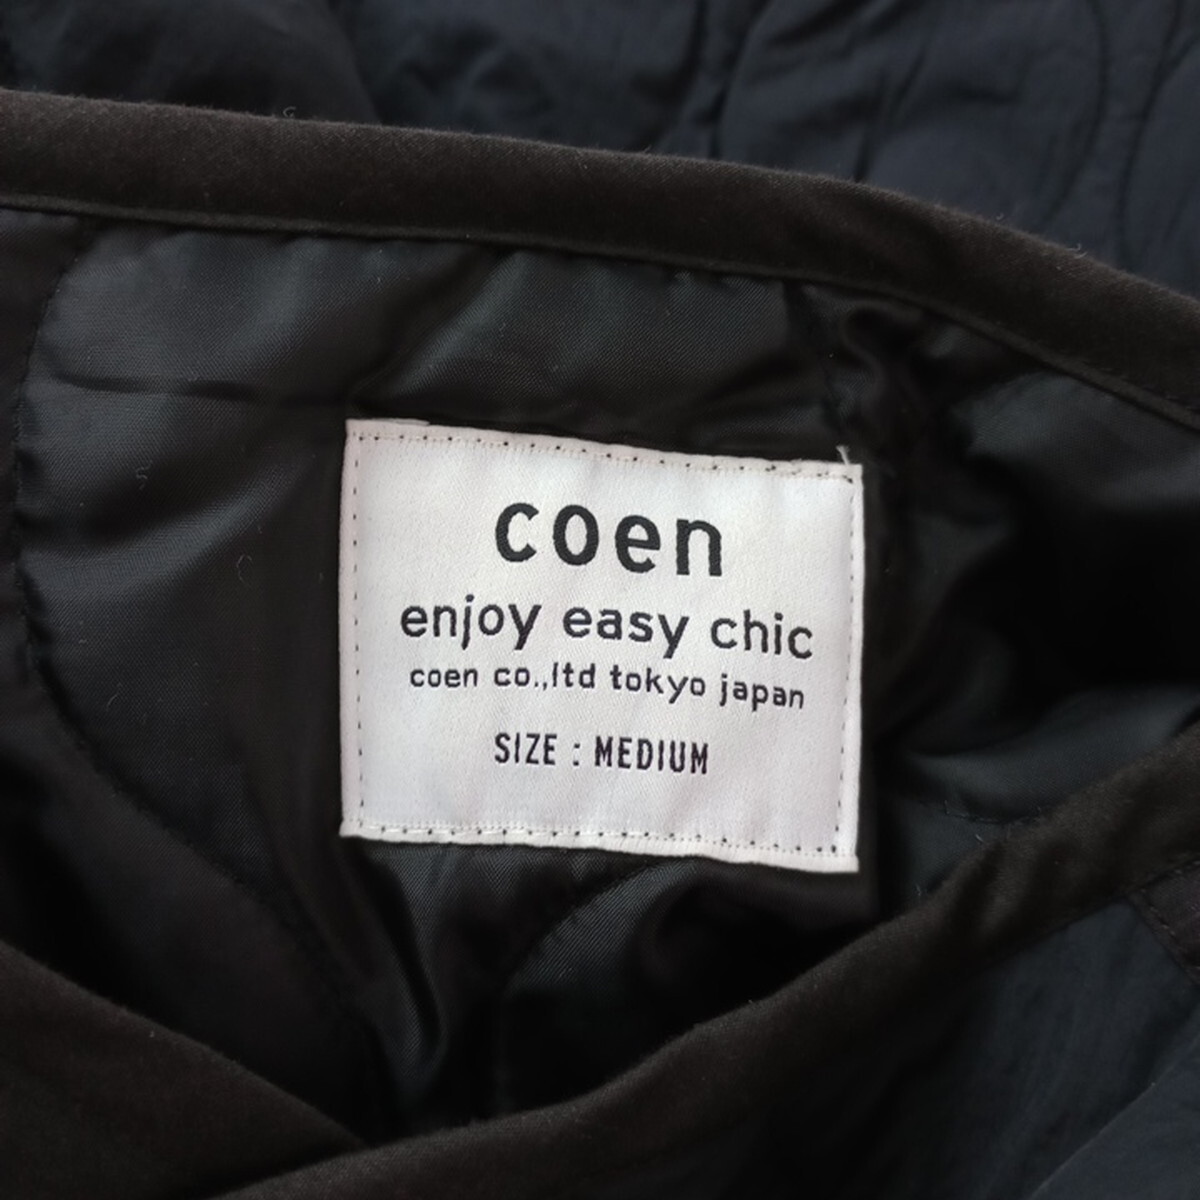 coen
enjoy easy chic
coen co.,ltd tokyo japan
SIZE : MEDIUM